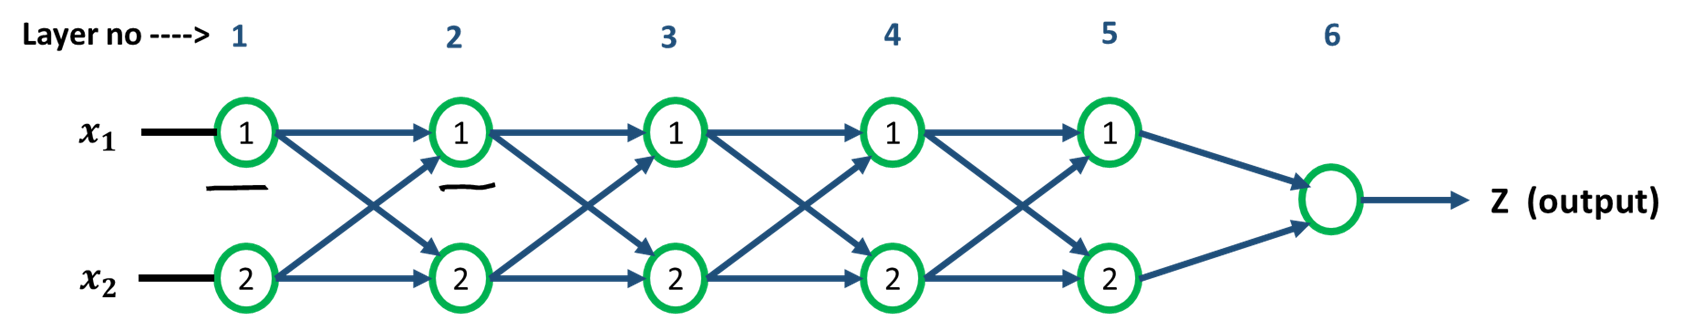 Layer no ----> 1 2 3 4 5 6
x₁ 1 1 1 1 1
Z (output)
x₂ 2 2 2 2 2